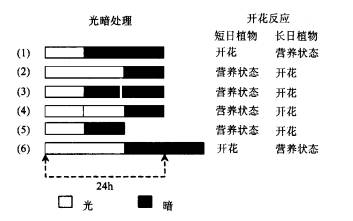 光暗处理 开花反应
短日植物 长日植物
(1) 开花 营养状态
(2) 营养状态 开花
(3) 营养状态 开花
(4) 营养状态 开花
(5) 营养状态 开花
(6) 开花 营养状态
24h
光 暗